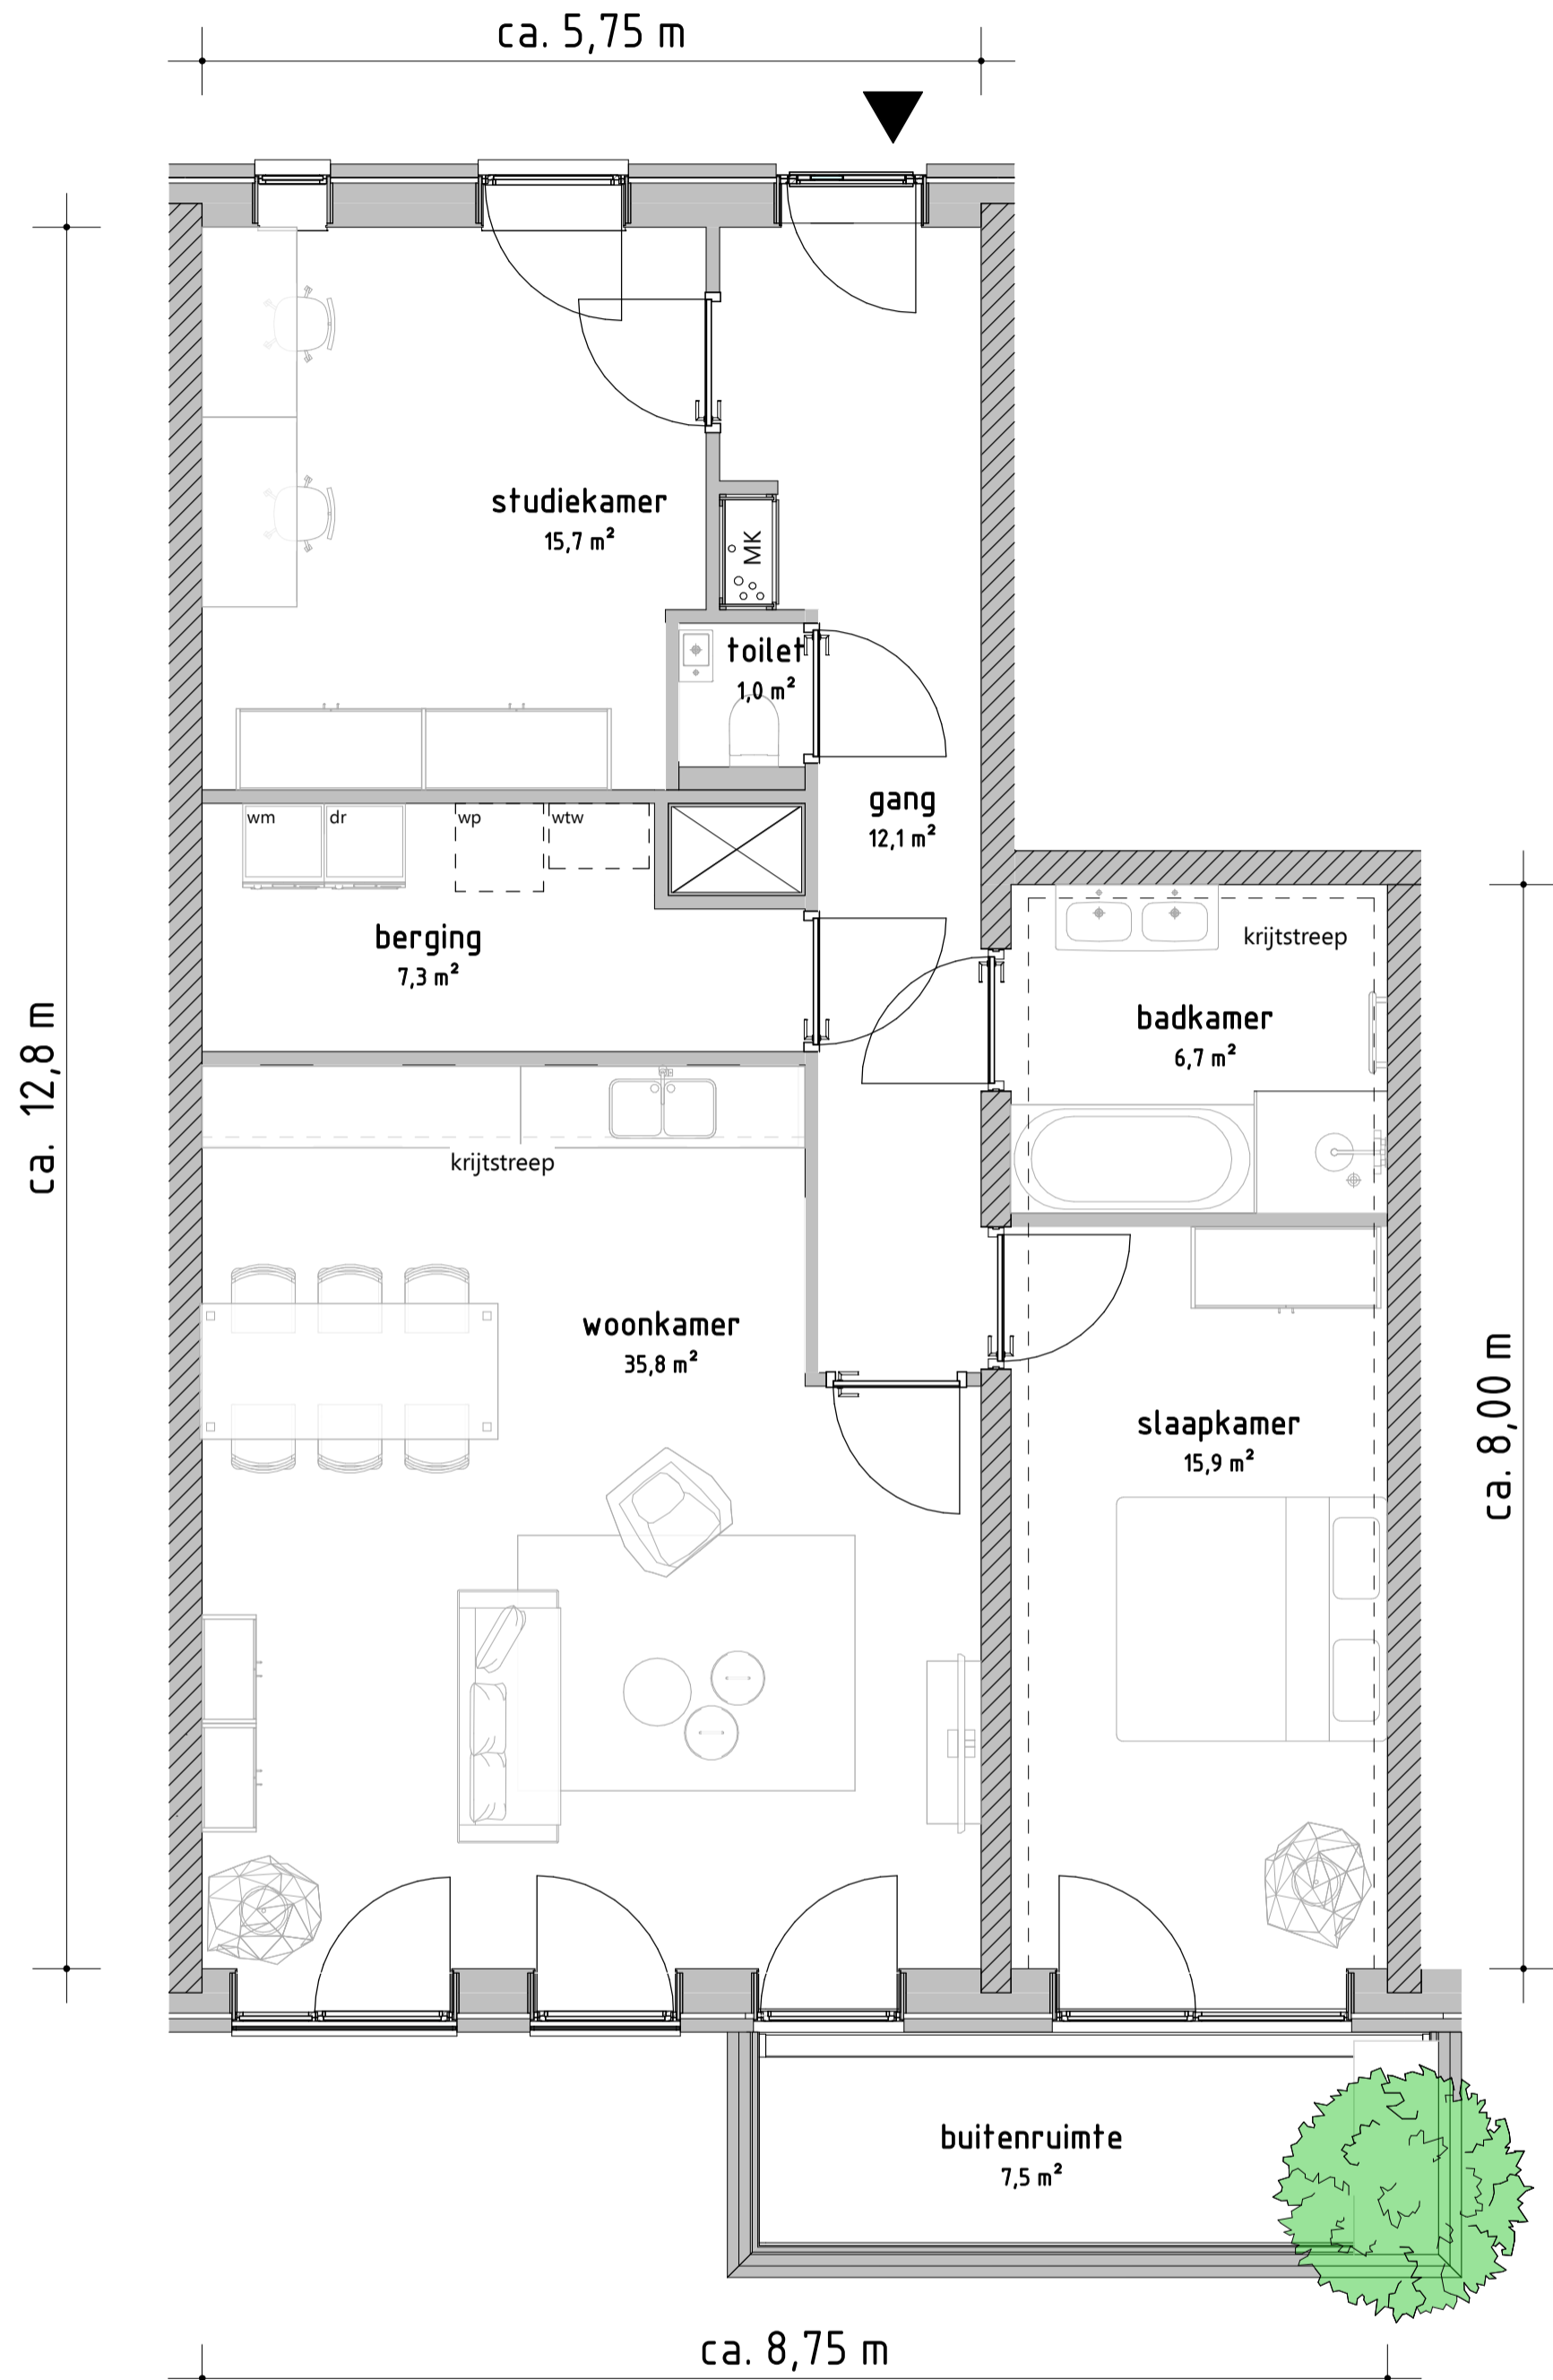 ca. 5,75 m
studiekamer
15,7 m²
MK
toilet
1,0 m²
gang
12,1 m²
wm
dr
wp
wtw
berging
7,3 m²
krijtstreep
badkamer
6,7 m²
ca. 12,8 m
krijtstreep
woonkamer
35,8 m²
slaapkamer
15,9 m²
ca. 8,00 m
buitenruimte
7,5 m²
ca. 8,75 m